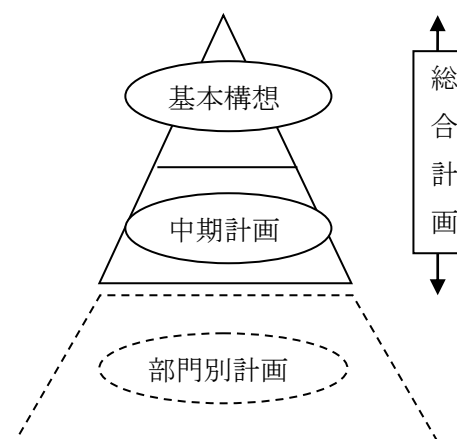 基本構想
中期計画
部門別計画
総合計画